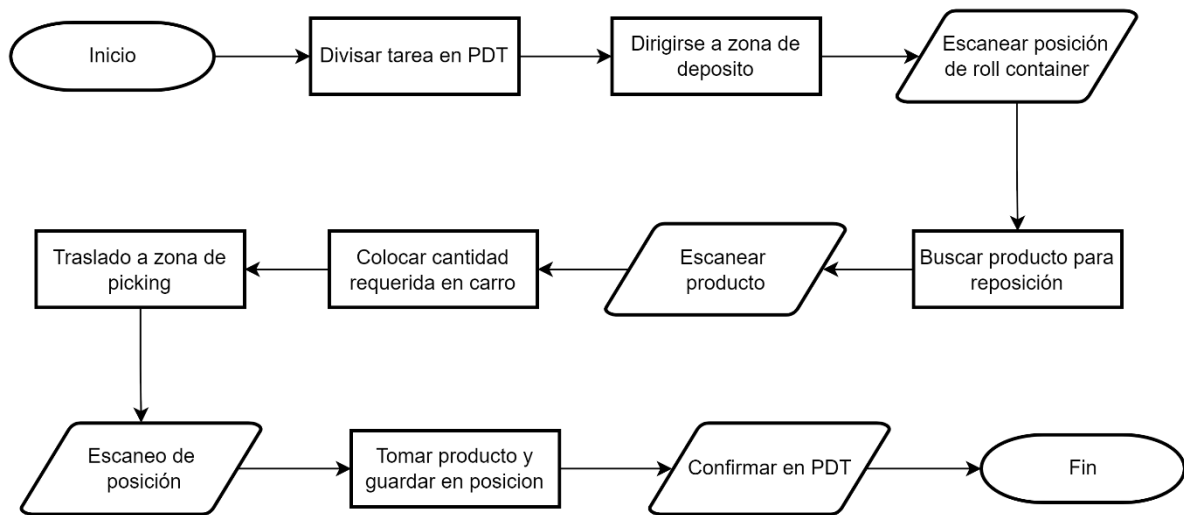 Inicio
Divisar tarea en PDT
Dirigirse a zona de
deposito
Escanear posición
de roll container
Buscar producto para
reposición
Escanear
producto
Colocar cantidad
requerida en carro
Traslado a zona de
picking
Escaneo de
posición
Tomar producto y
guardar en posicion
Confirmar en PDT
Fin